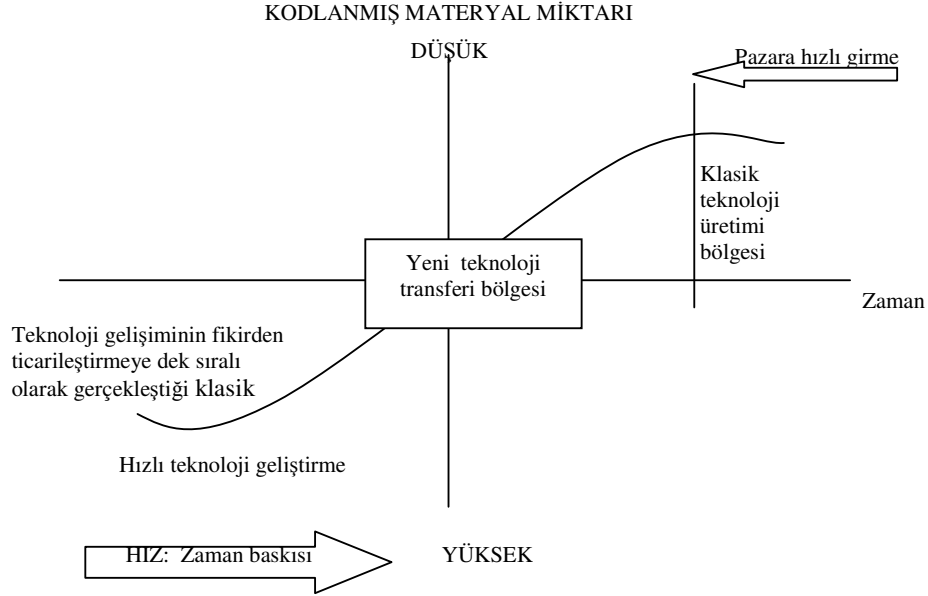 KODLANMIŞ MATERYAL MİKTARI
DÜŞÜK
Pazara hızlı girme
Klasik
teknoloji
üretimi
bölgesi
Yeni teknoloji
transferi bölgesi
Zaman
Teknoloji gelişiminin fikirden
ticarileştirmeye dek sıralı
olarak gerçekleştiği klasik
Hızlı teknoloji geliştirme
HIZ: Zaman baskısı
YÜKSEK